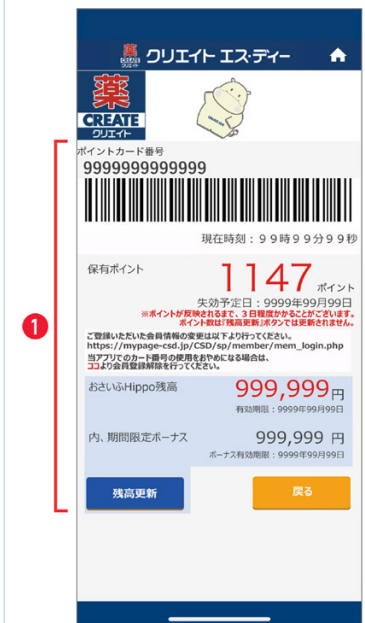 薬
CREATE
クリエイト
クリエイト エス・ディー
薬
CREATE
クリエイト
ポイントカード番号
9999999999999
現在時刻：９９時９９分９９秒
❶
保有ポイント
1147 ポイント
失効予定日：9999年99月99日
※ポイントが反映されるまで、３日程度かかることがございます。
ポイント数は『残高更新』ボタンでは更新されません。
ご登録いただいた会員情報の変更は以下より行ってください。
https://mypage-csd.jp/CSD/sp/member/mem_login.php
当アプリでのカード番号の使用をおやめになる場合は、
ココより会員登録解除を行ってください。
おさいふHippo残高
999,999円
有効期限：9999年99月99日
内、期間限定ボーナス
999,999 円
ボーナス有効期限：9999年99月99日
残高更新
戻る